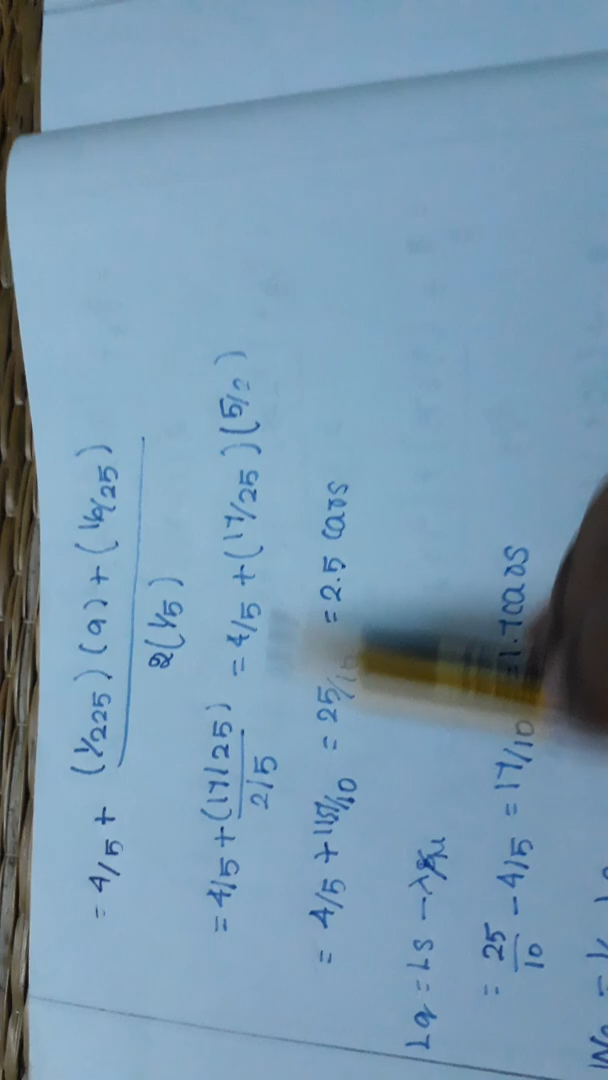 = 4/5 + (1/225)(9) + (16/25)
2(1/5)
= 4/5 + (17/25) = 4/5 + (17/25)(5/2)
2/5
= 4/5 + 17/10 = 25/10 = 2.5 cars
Lq = Ls - λ/μ
= 25/10 - 4/5 = 17/10 = 1.7 cars